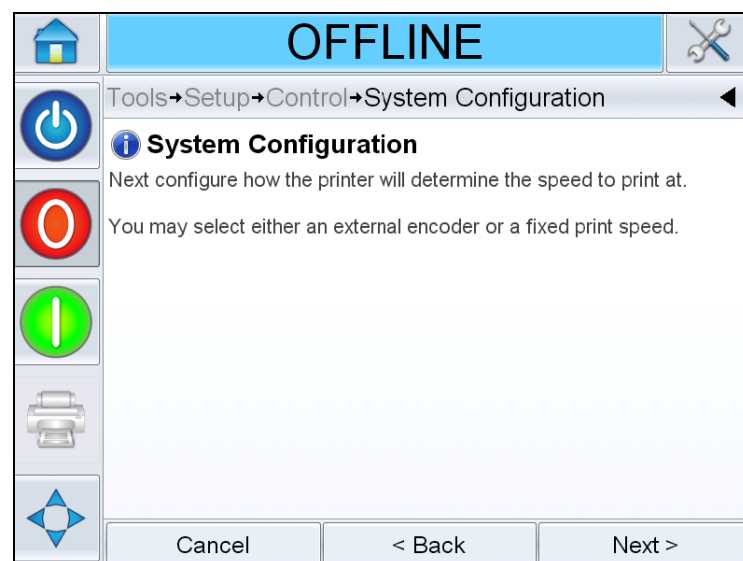 OFFLINE
Tools→Setup→Control→System Configuration
System Configuration
Next configure how the printer will determine the speed to print at.
You may select either an external encoder or a fixed print speed.
Cancel
< Back
Next >